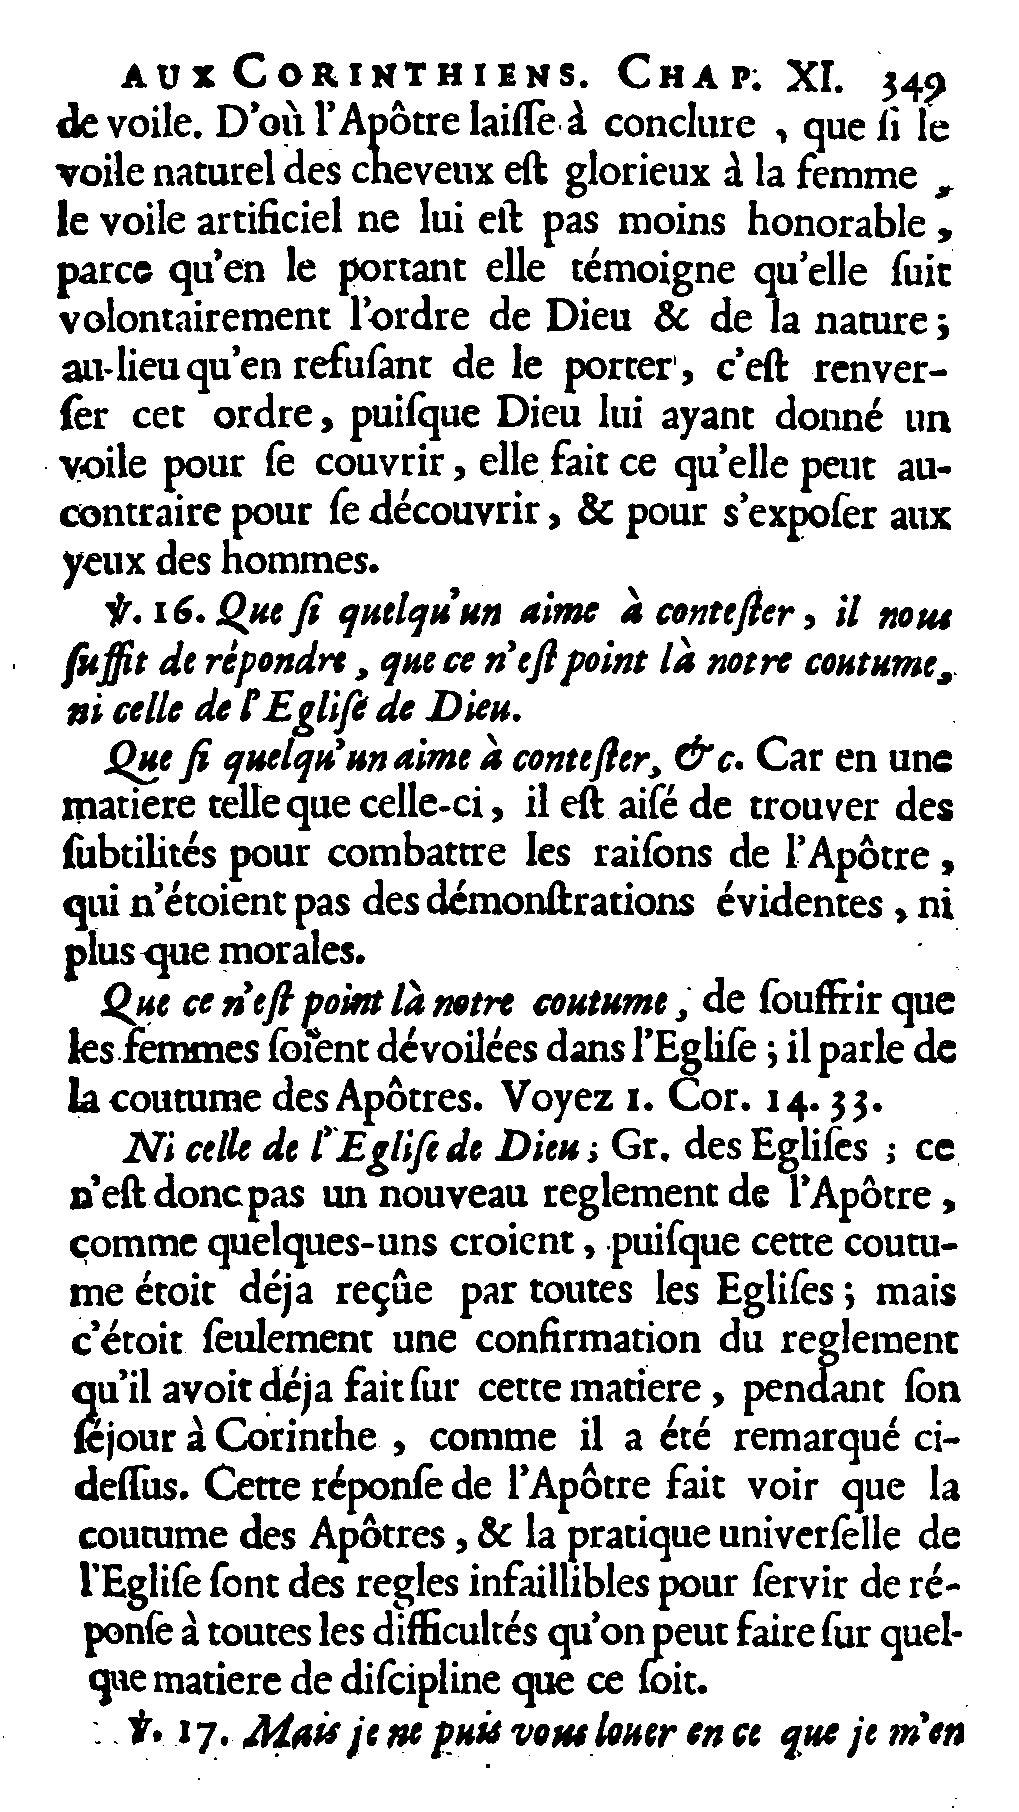 AUX CORINTHIENS. CHAP. XI. 349
de voile. D'où l'Apôtre laiſſe à conclure , que ſi le
voile naturel des cheveux eſt glorieux à la femme ,
le voile artificiel ne lui eſt pas moins honorable ,
parce qu'en le portant elle témoigne qu'elle ſuit
volontairement l'ordre de Dieu & de la nature ;
au-lieu qu'en refuſant de le porter , c'eſt renver-
ſer cet ordre , puiſque Dieu lui ayant donné un
voile pour ſe couvrir , elle fait ce qu'elle peut au-
contraire pour ſe découvrir , & pour s'expoſer aux
yeux des hommes.
℣. 16. Que ſi quelqu'un aime à conteſter , il nous
ſuffit de répondre , que ce n'eſt point là notre coutume ,
ni celle de l'Egliſe de Dieu.
Que ſi quelqu'un aime à conteſter , &c. Car en une
matiere telle que celle-ci , il eſt aiſé de trouver des
ſubtilités pour combattre les raiſons de l'Apôtre ,
qui n'étoient pas des démonſtrations évidentes , ni
plus que morales.
Que ce n'eſt point là notre coutume , de ſouffrir que
les femmes ſoient dévoilées dans l'Egliſe ; il parle de
la coutume des Apôtres. Voyez 1. Cor. 14. 33.
Ni celle de l'Egliſe de Dieu ; Gr. des Egliſes ; ce
n'eſt donc pas un nouveau reglement de l'Apôtre ,
comme quelques-uns croient , puiſque cette coutu-
me étoit déja reçûe par toutes les Egliſes ; mais
c'étoit ſeulement une confirmation du reglement
qu'il avoit déja fait ſur cette matiere , pendant ſon
ſéjour à Corinthe , comme il a été remarqué ci-
deſſus. Cette réponſe de l'Apôtre fait voir que la
coutume des Apôtres , & la pratique univerſelle de
l'Egliſe ſont des regles infaillibles pour ſervir de ré-
ponſe à toutes les difficultés qu'on peut faire ſur quel-
que matiere de diſcipline que ce ſoit.
℣. 17. Mais je ne puis vous louer en ce que je m'en